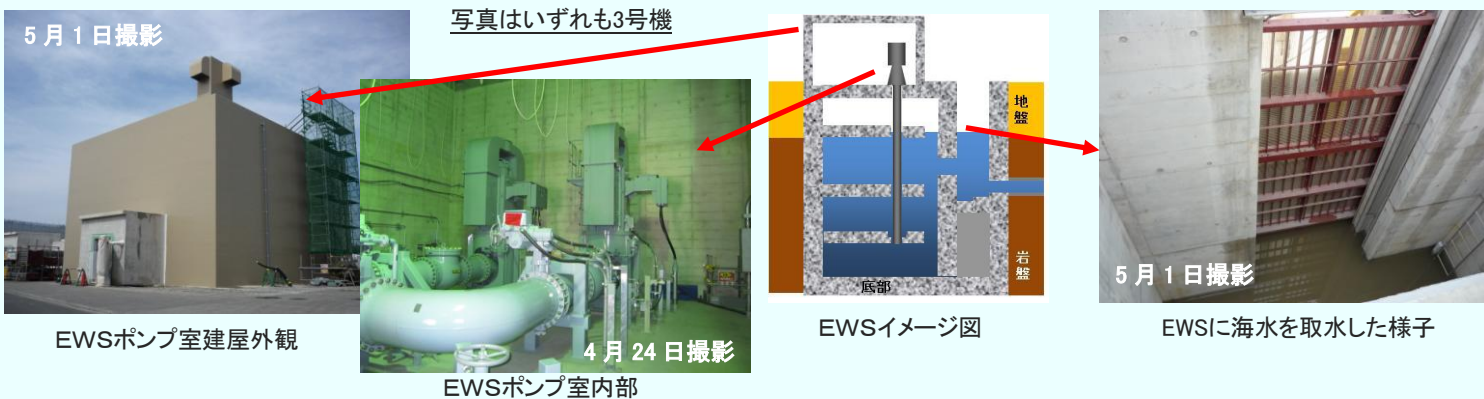 写真はいずれも3号機
5月1日撮影
EWSポンプ室建屋外観
4月24日撮影
EWSポンプ室内部
地盤
岩盤
底部
EWSイメージ図
5月1日撮影
EWSに海水を取水した様子